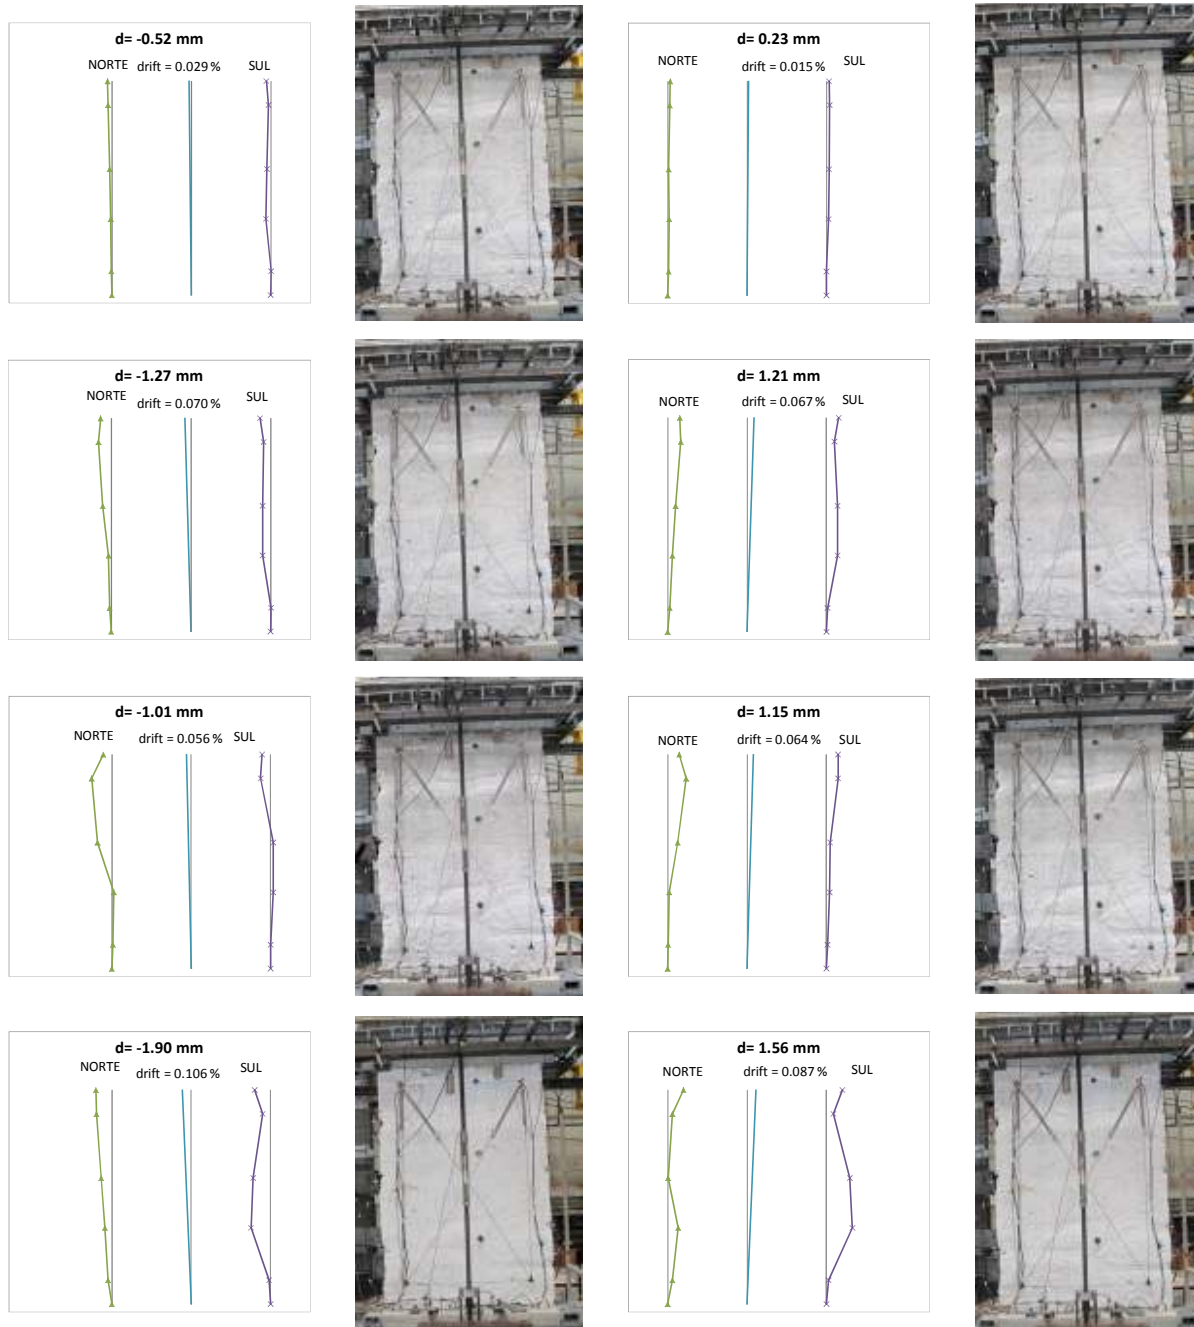 d= -0.52 mm
NORTE
drift = 0.029 %
SUL
d= 0.23 mm
NORTE
drift = 0.015 %
SUL
d= -1.27 mm
NORTE
drift = 0.070 %
SUL
d= 1.21 mm
NORTE
drift = 0.067 %
SUL
d= -1.01 mm
NORTE
drift = 0.056 %
SUL
d= 1.15 mm
NORTE
drift = 0.064 %
SUL
d= -1.90 mm
NORTE
drift = 0.106 %
SUL
d= 1.56 mm
NORTE
drift = 0.087 %
SUL